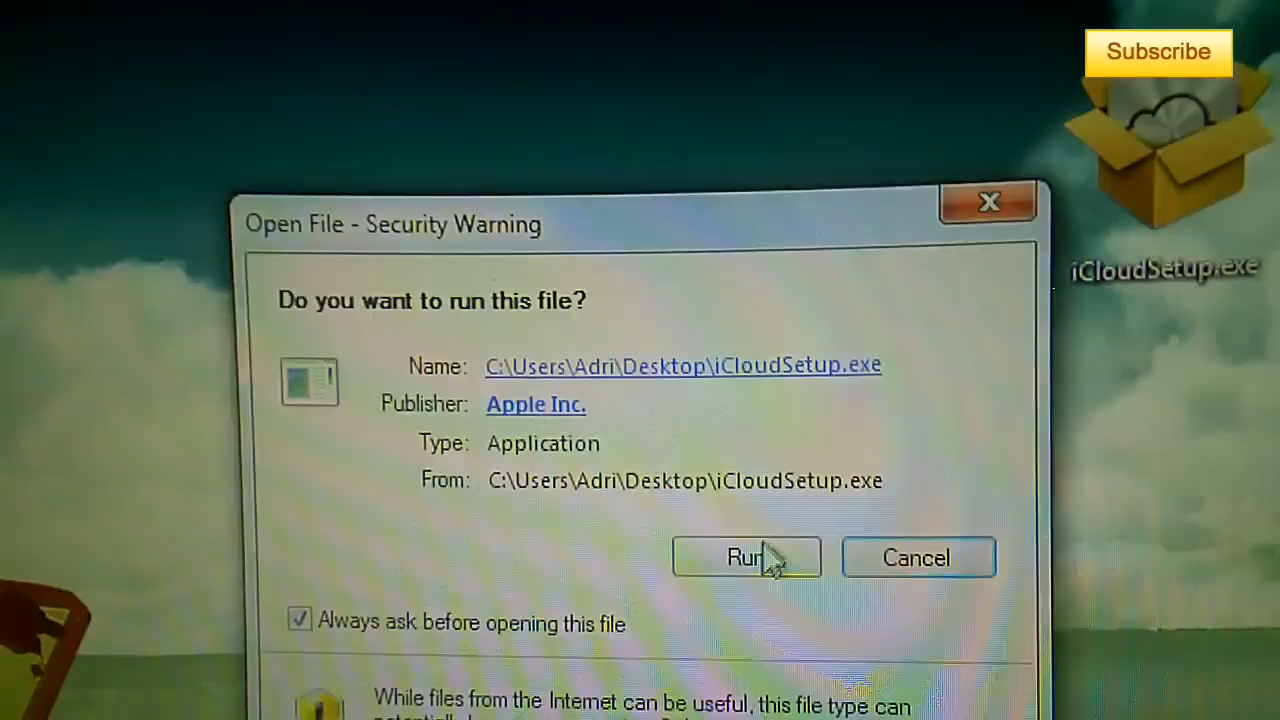 Subscribe
iCloudSetup.exe
Open File - Security Warning
Do you want to run this file?
Name: C:\Users\Adri\Desktop\iCloudSetup.exe
Publisher: Apple Inc.
Type: Application
From: C:\Users\Adri\Desktop\iCloudSetup.exe
Run Cancel
Always ask before opening this file
While files from the Internet can be useful, this file type can